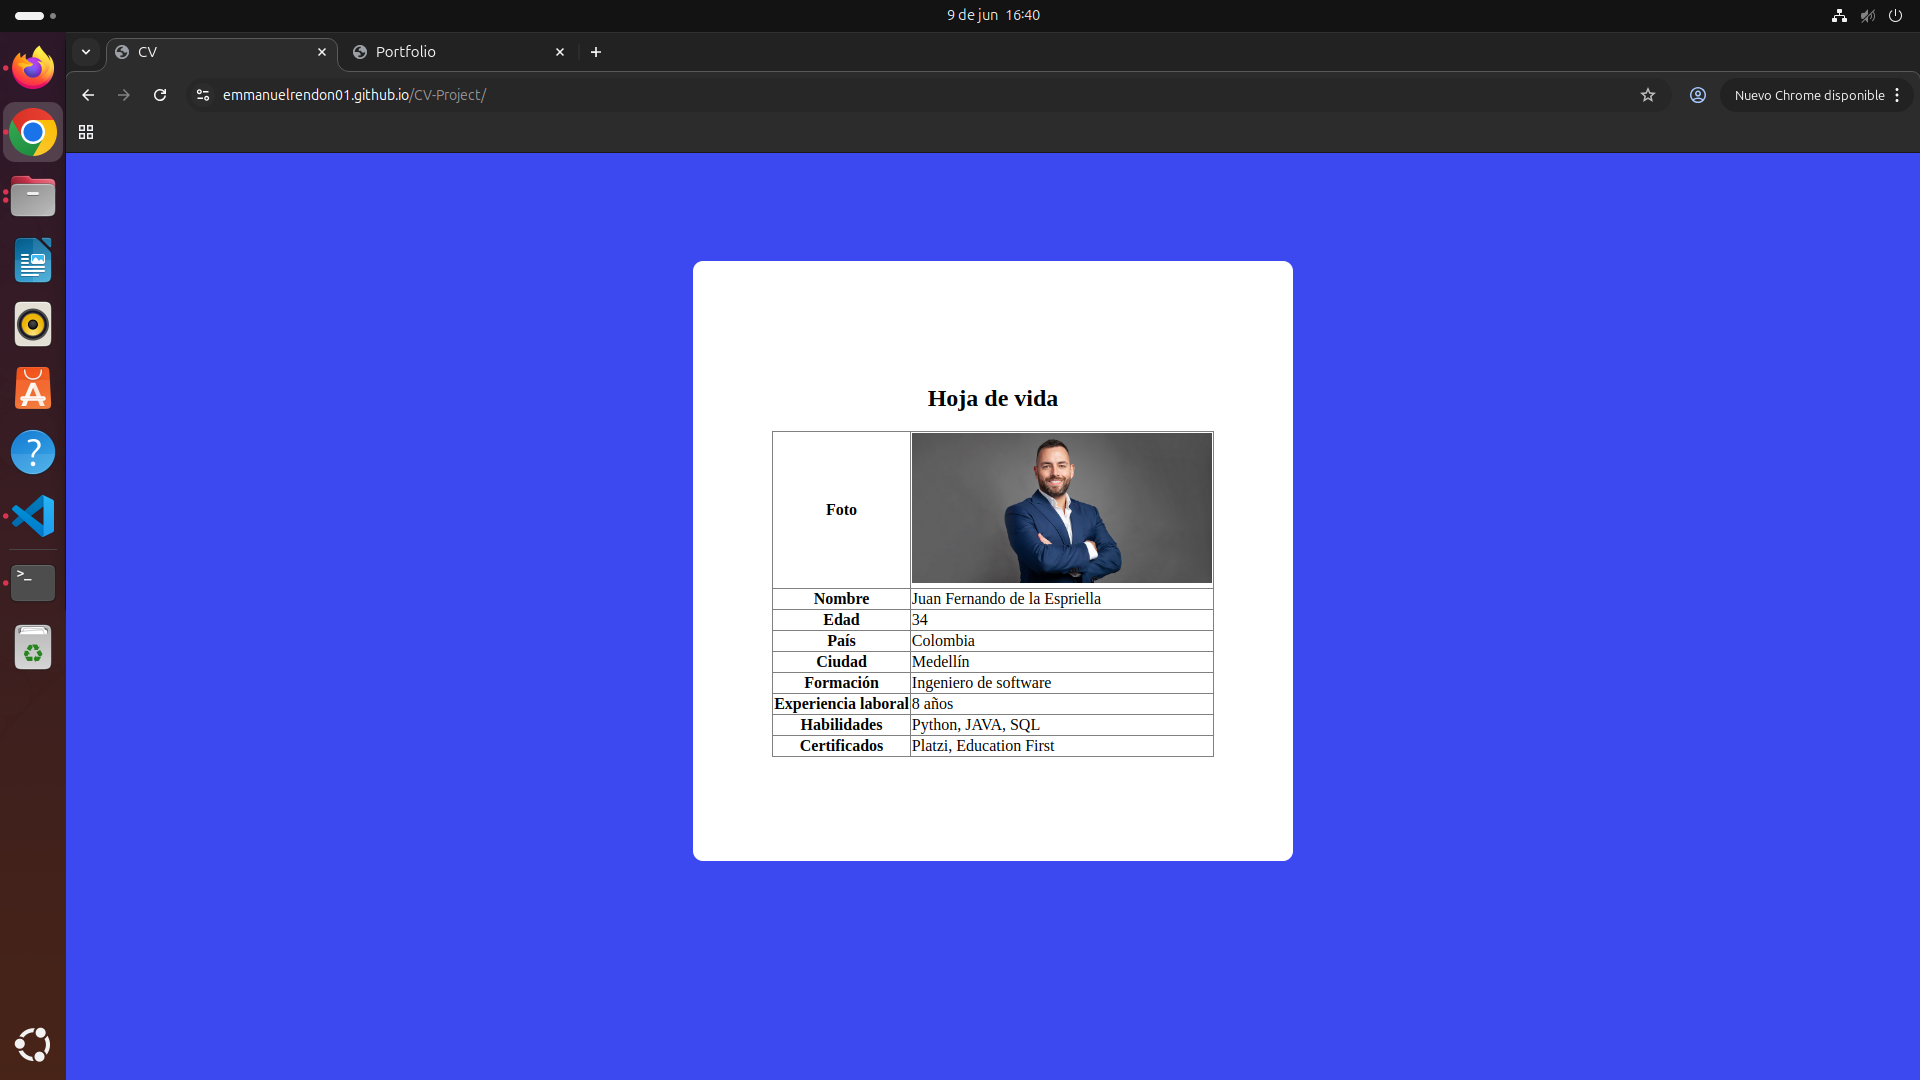 9 de jun 16:40
CV
Portfolio
emmanuelrendon01.github.io/CV-Project/
Nuevo Chrome disponible
Hoja de vida
Foto
Nombre Juan Fernando de la Espriella
Edad 34
País Colombia
Ciudad Medellín
Formación Ingeniero de software
Experiencia laboral 8 años
Habilidades Python, JAVA, SQL
Certificados Platzi, Education First